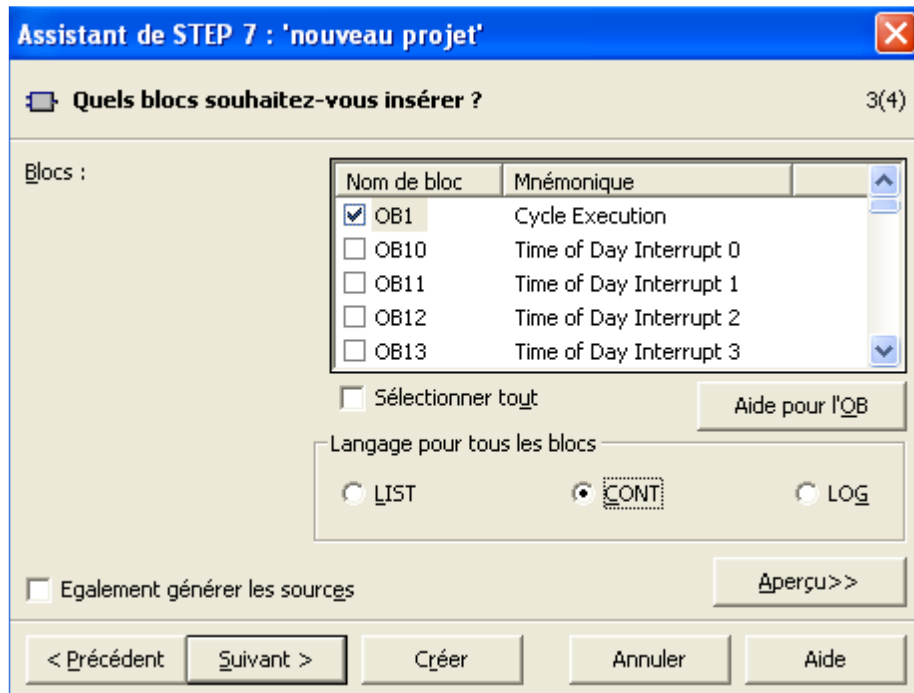 Assistant de STEP 7 : 'nouveau projet'
Quels blocs souhaitez-vous insérer ? 3(4)
Blocs :
Nom de bloc Mnémonique
OB1 Cycle Execution
OB10 Time of Day Interrupt 0
OB11 Time of Day Interrupt 1
OB12 Time of Day Interrupt 2
OB13 Time of Day Interrupt 3
Sélectionner tout Aide pour l'OB
Langage pour tous les blocs
LIST CONT LOG
Egalement générer les sources Aperçu>>
< Précédent Suivant > Créer Annuler Aide